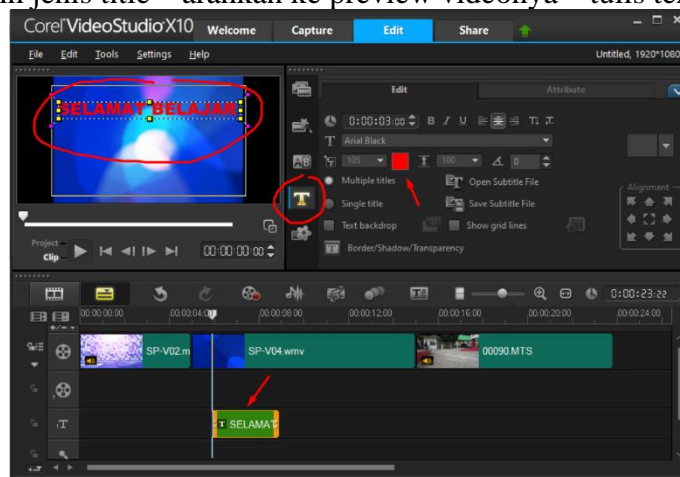 jenis title – arahkan ke preview videonya – tulis
Corel VideoStudio X10 Welcome Capture Edit Share
File Edit Tools Settings Help Untitled, 1920*1080
SELAMAT BELAJAR
Edit Attribute
0:00:03:00 B I U
Arial Black
105 100 0
Multiple titles Open Subtitle File
Single title Save Subtitle File
Text backdrop Show grid lines
Border/Shadow/Transparency
Alignment
Project
Clip 00:00:00:00
0:00:23:22
00:00:00:00 00:00:04:0 00:00:08:00 00:00:12:00 00:00:16:00 00:00:20:00 00:00:24:00
SP-V02.m SP-V04.wmv 00090.MTS
T SELAMAT